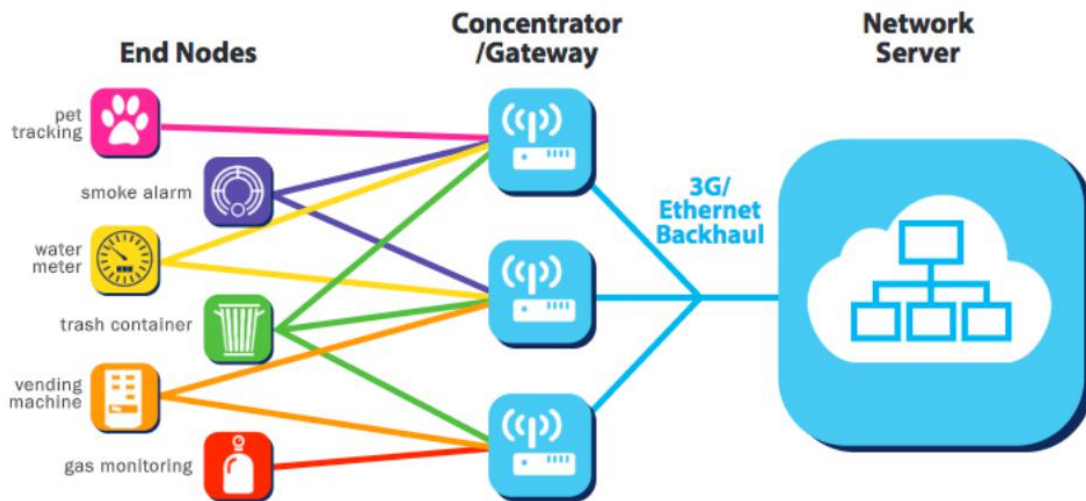 End Nodes
Concentrator
/Gateway
Network
Server
pet
tracking
smoke alarm
water
meter
trash container
vending
machine
gas monitoring
3G/
Ethernet
Backhaul